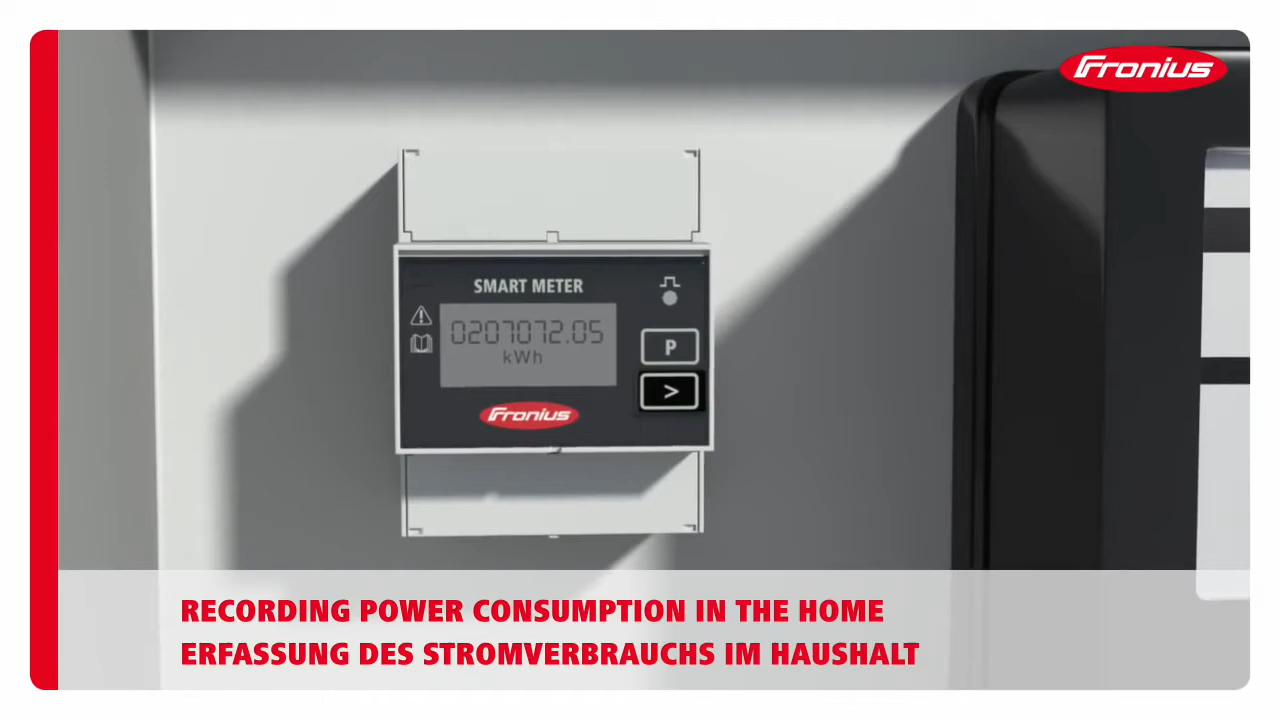 Fronius
SMART METER
0207072.05
kWh
P
>
Fronius
RECORDING POWER CONSUMPTION IN THE HOME
ERFASSUNG DES STROMVERBRAUCHS IM HAUSHALT